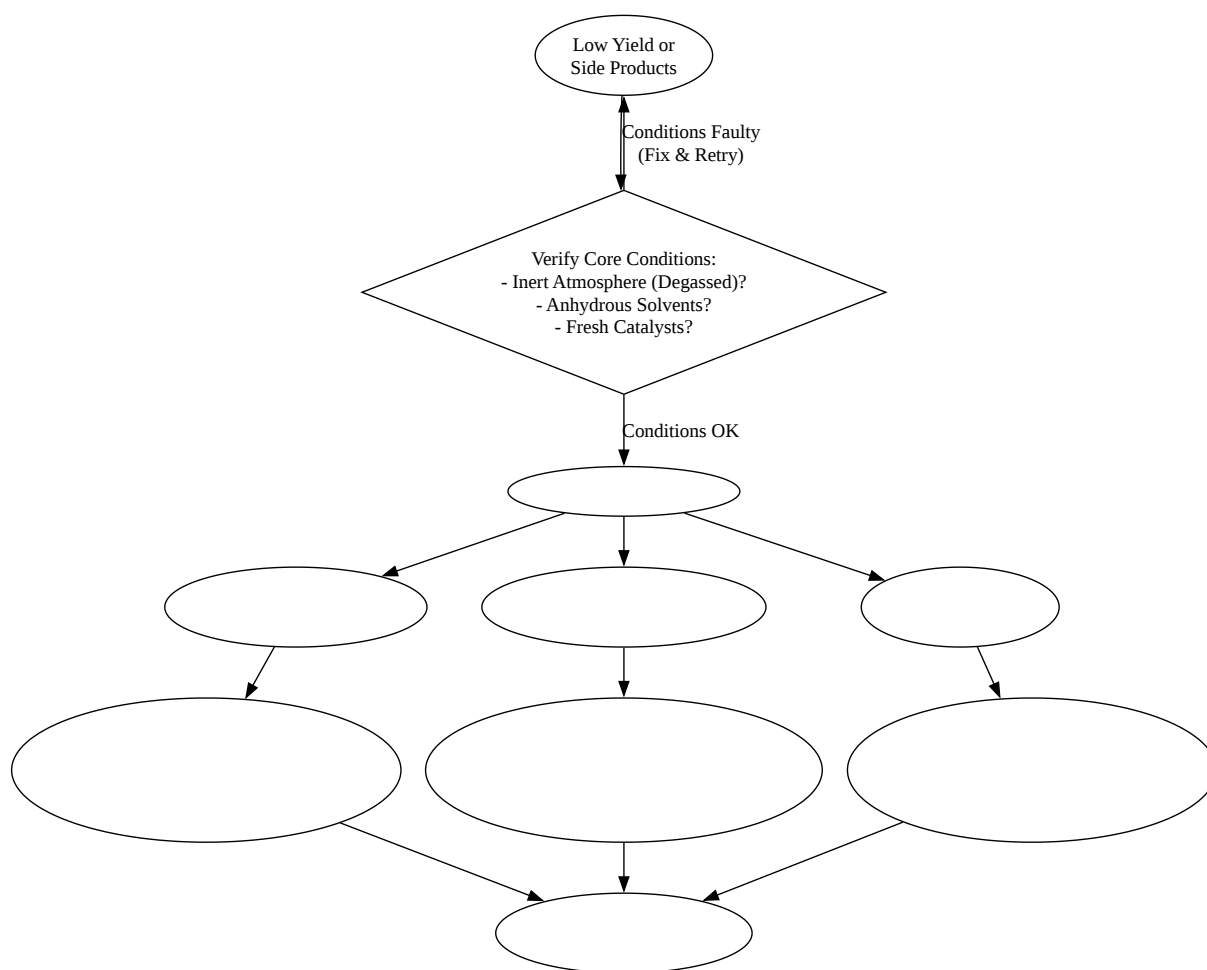 Low Yield or
Side Products
Conditions Faulty
(Fix & Retry)
Verify Core Conditions:
- Inert Atmosphere (Degassed)?
- Anhydrous Solvents?
- Fresh Catalysts?
Conditions OK